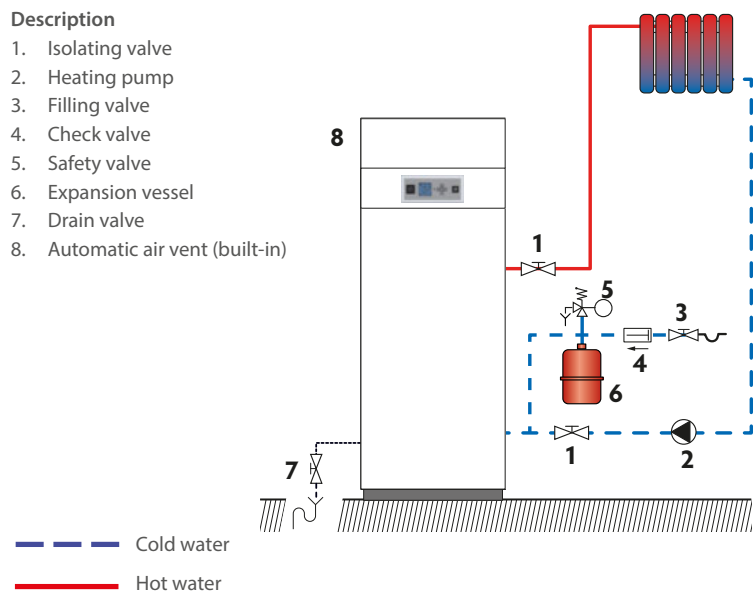 Description
1. Isolating valve
2. Heating pump
3. Filling valve
4. Check valve
5. Safety valve
6. Expansion vessel
7. Drain valve
8. Automatic air vent (built-in)
8
1
5
3
4
6
1
2
7
Cold water
Hot water